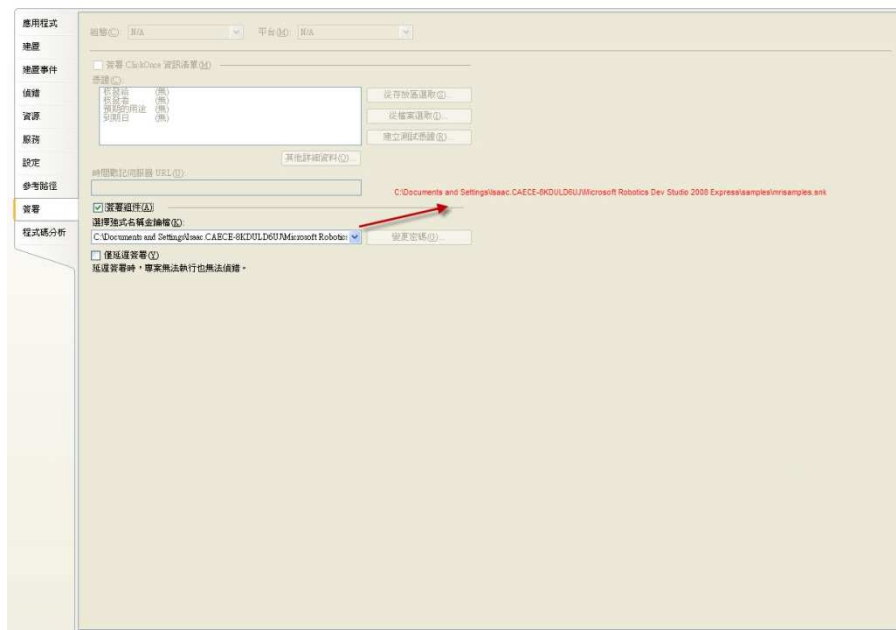 應用程式
建置
建置事件
偵錯
資源
服務
設定
參考路徑
簽署
程式碼分析
組態(C): N/A 平台(M): N/A
簽署 ClickOnce 資訊清單(N)
憑證(C):
核發給 (無)
核發者 (無)
預期的用途 (無)
到期日 (無)
從存放區選取(S)...
從檔案選取(I)...
建立測試憑證(R)...
其他詳細資料(O)...
時間戳記伺服器 URL(U):
C:\Documents and Settings\Isaac.CAECE-8KDULD6UJ\Microsoft Robotics Dev Studio 2008 Express\samples\mrisamples.snk
簽署組件(A)
選擇強式名稱金鑰檔(K):
C:\Documents and Settings\Isaac.CAECE-8KDULD6UJ\Microsoft Robotic
變更密碼(G)...
僅延遲簽署(Y)
延遲簽署時，專案無法執行也無法偵錯。